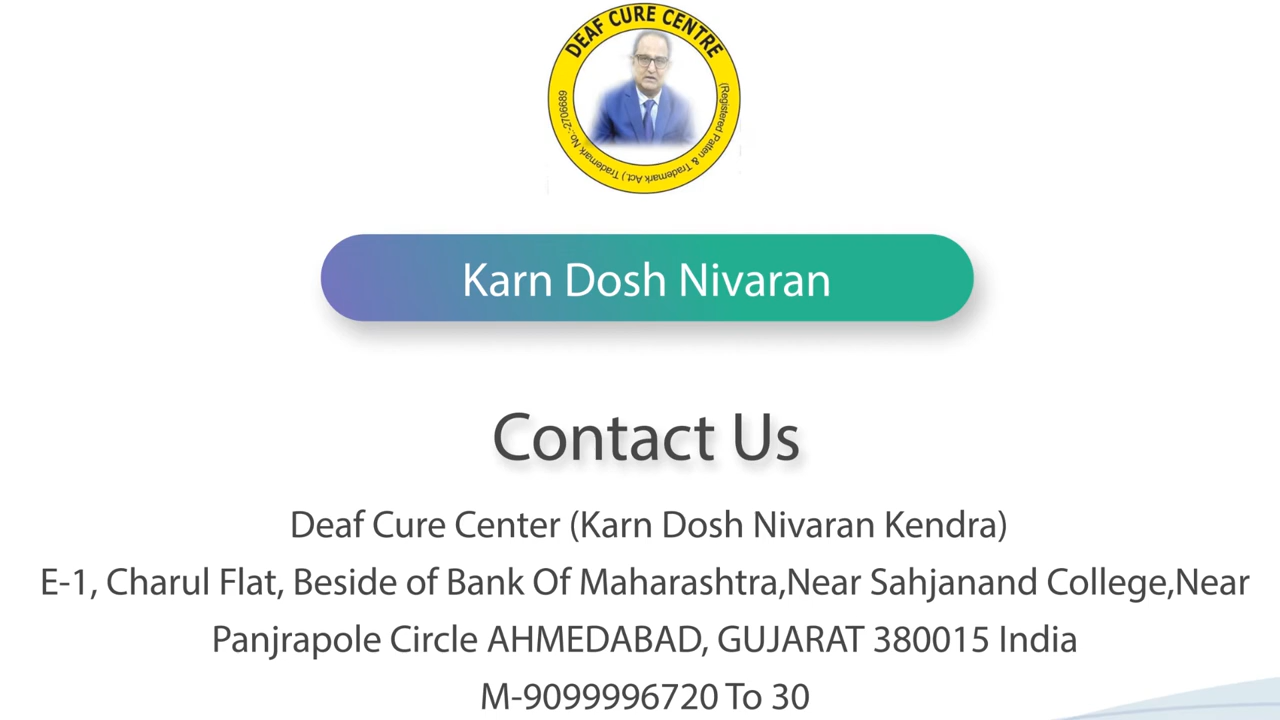 DEAF CURE CENTRE
(Registered Patten & Trademark Act.) Trademark No.:-2706689
Karn Dosh Nivaran
Contact Us
Deaf Cure Center (Karn Dosh Nivaran Kendra)
E-1, Charul Flat, Beside of Bank Of Maharashtra,Near Sahjanand College,Near
Panjrapole Circle AHMEDABAD, GUJARAT 380015 India
M-9099996720 To 30